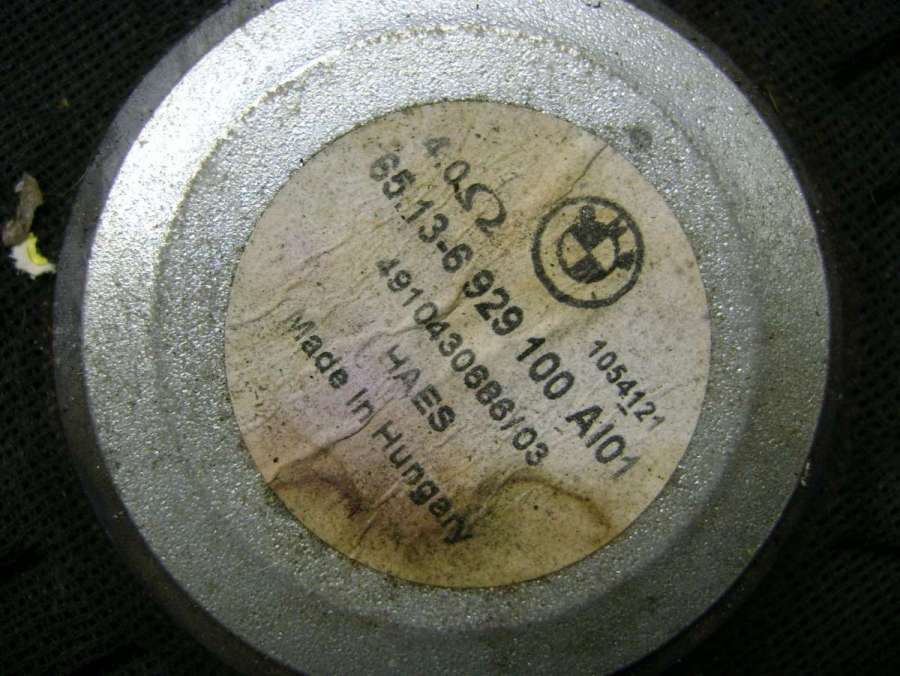 4.0Ω
65.13-6 929 100 AI01
1054121
4910430686/03
HAES
Made In Hungary